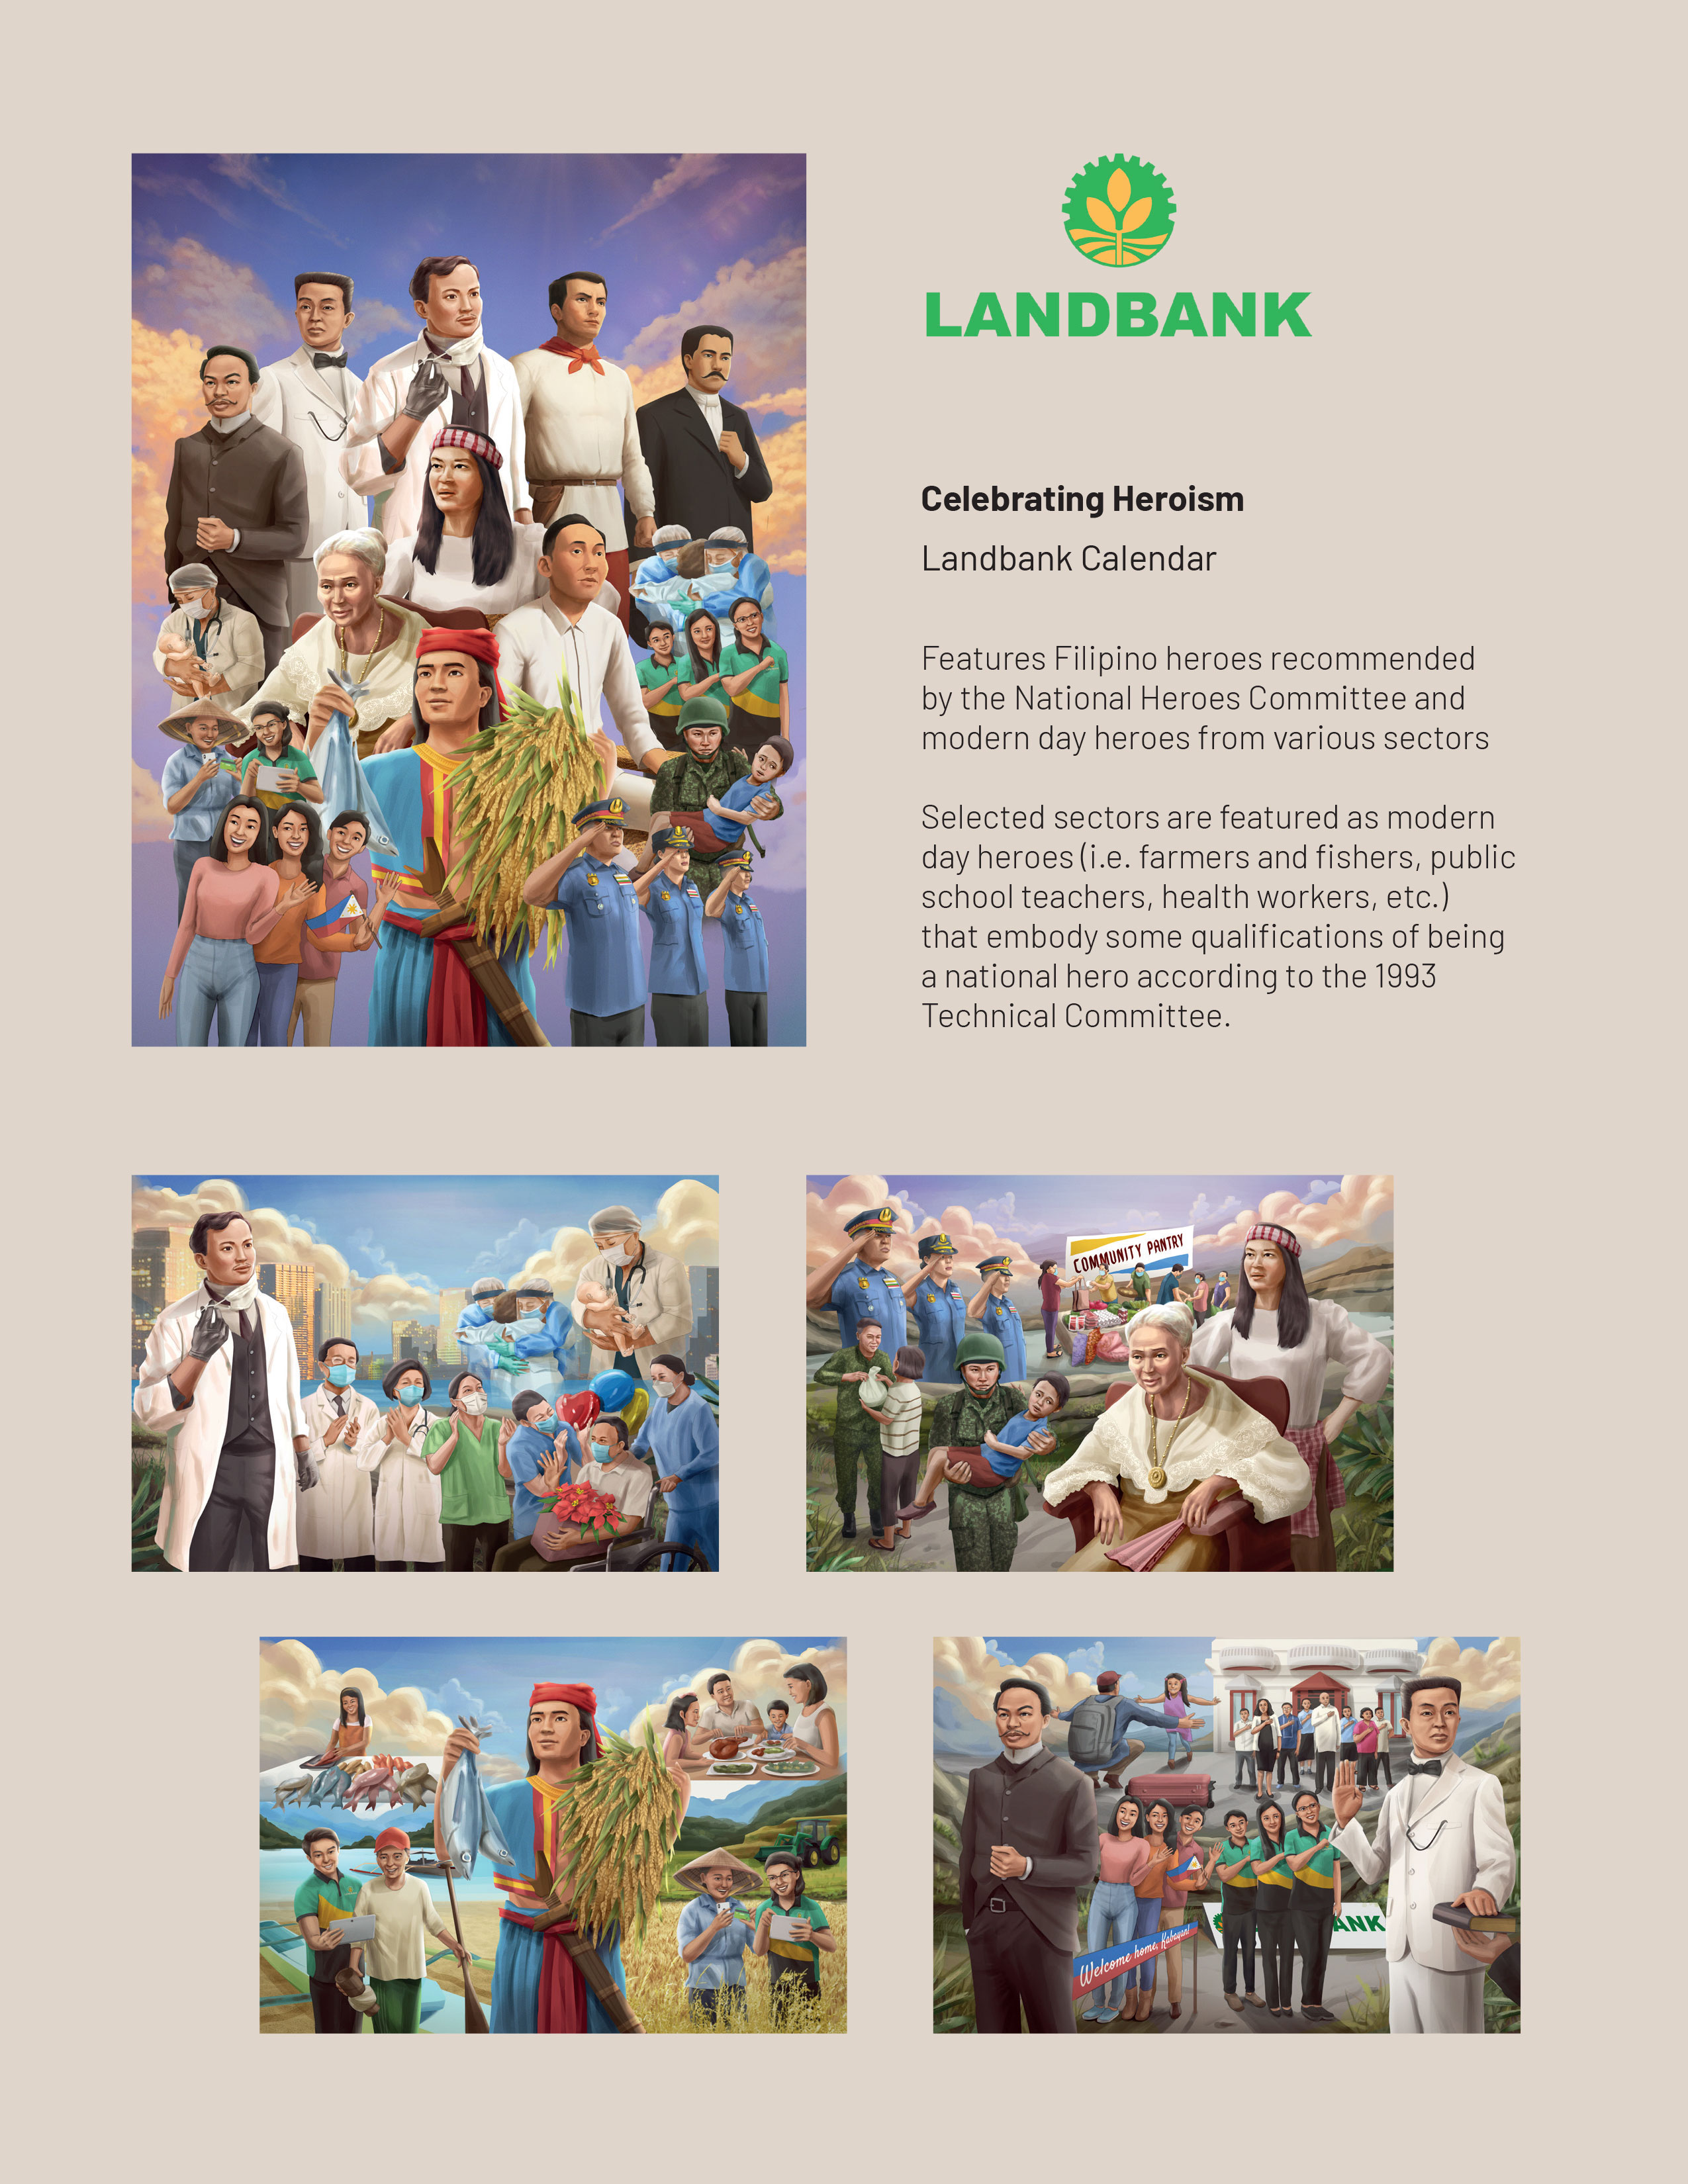 LANDBANK
Celebrating Heroism
Landbank Calendar
Features Filipino heroes recommended
by the National Heroes Committee and
modern day heroes from various sectors
Selected sectors are featured as modern
day heroes (i.e. farmers and fishers, public
school teachers, health workers, etc.)
that embody some qualifications of being
a national hero according to the 1993
Technical Committee.
COMMUNITY PANTRY
ANK
Welcome home, Kabayan!